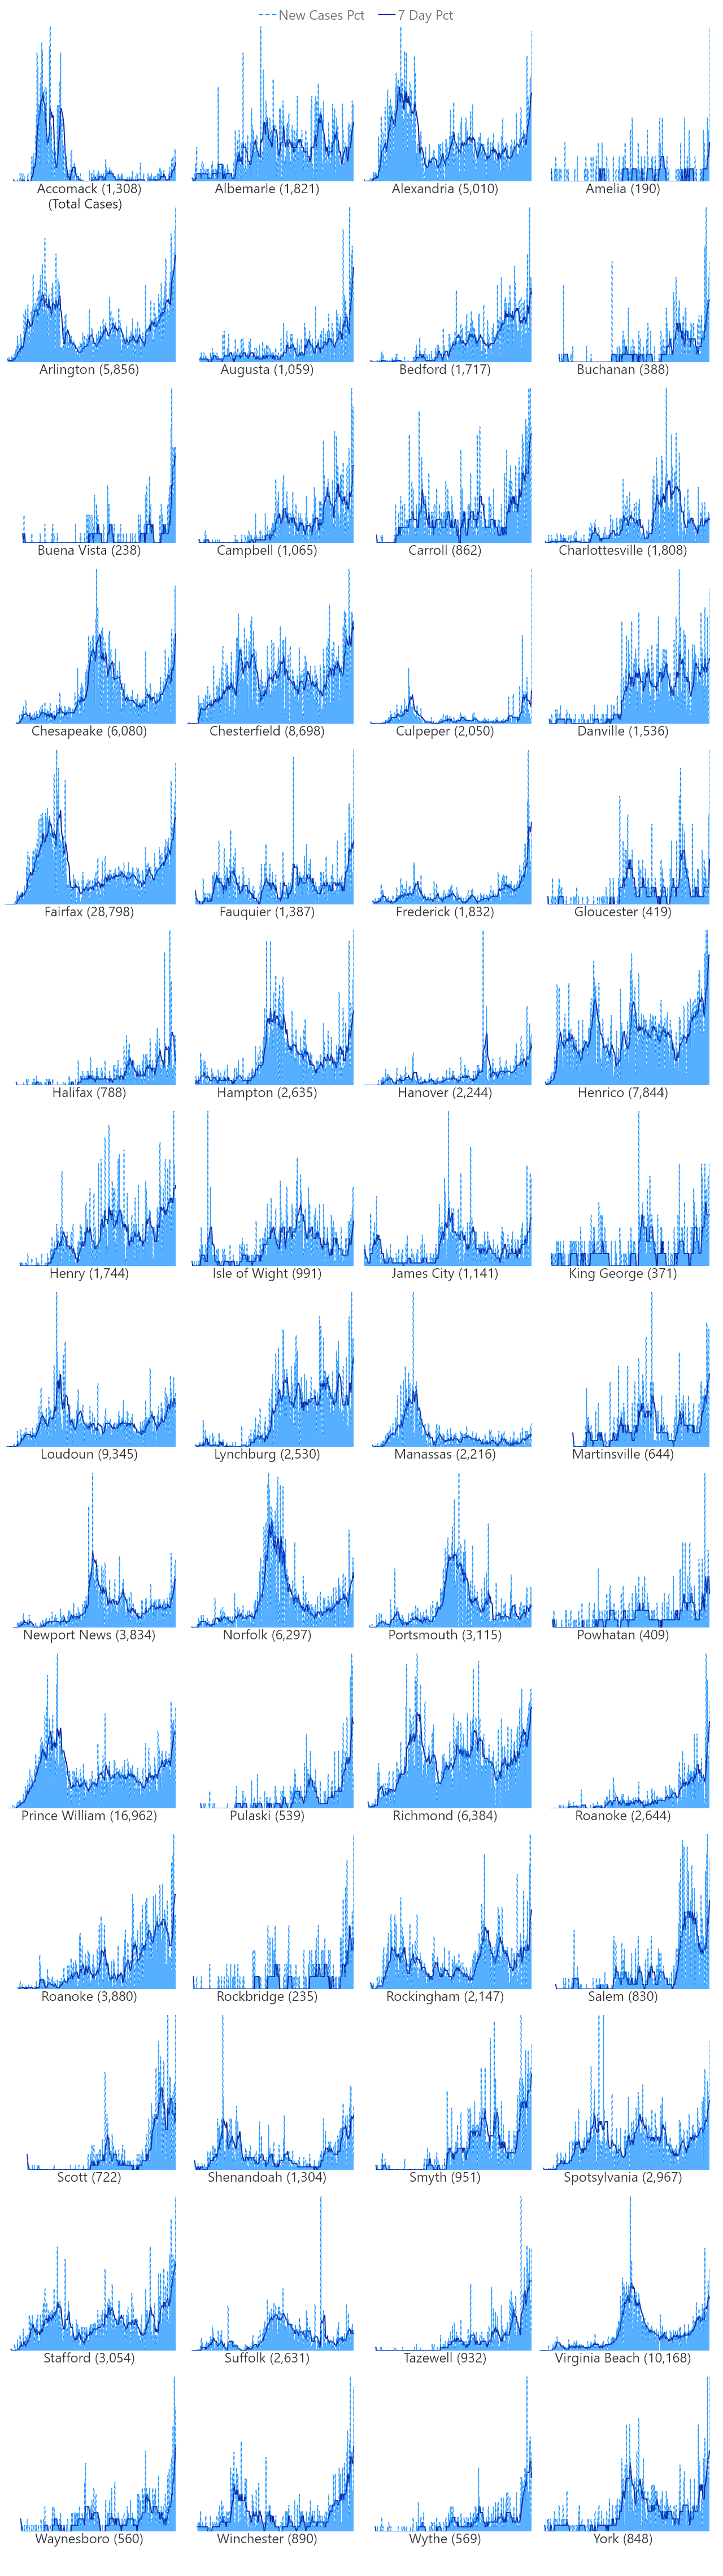 New Cases Pct 7 Day Pct
Accomack (1,308) Albemarle (1,821) Alexandria (5,010) Amelia (190)
(Total Cases)
Arlington (5,856) Augusta (1,059) Bedford (1,717) Buchanan (388)
Buena Vista (238) Campbell (1,065) Carroll (862) Charlottesville (1,808)
Chesapeake (6,080) Chesterfield (8,698) Culpeper (2,050) Danville (1,536)
Fairfax (28,798) Fauquier (1,387) Frederick (1,832) Gloucester (419)
Halifax (788) Hampton (2,635) Hanover (2,244) Henrico (7,844)
Henry (1,744) Isle of Wight (991) James City (1,141) King George (371)
Loudoun (9,345) Lynchburg (2,530) Manassas (2,216) Martinsville (644)
Newport News (3,834) Norfolk (6,297) Portsmouth (3,115) Powhatan (409)
Prince William (16,962) Pulaski (539) Richmond (6,384) Roanoke (2,644)
Roanoke (3,880) Rockbridge (235) Rockingham (2,147) Salem (830)
Scott (722) Shenandoah (1,304) Smyth (951) Spotsylvania (2,967)
Stafford (3,054) Suffolk (2,631) Tazewell (932) Virginia Beach (10,168)
Waynesboro (560) Winchester (890) Wythe (569) York (848)